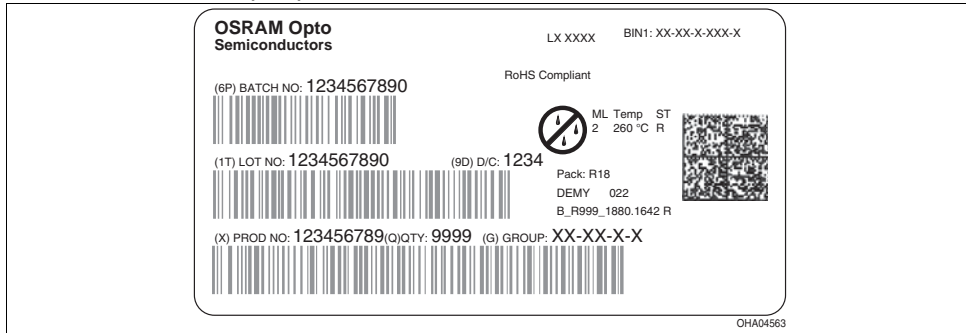 OSRAM Opto
Semiconductors
LX XXXX BIN1: XX-XX-X-XXX-X
RoHS Compliant
(6P) BATCH NO: 1234567890
ML Temp ST
2 260 °C R
(1T) LOT NO: 1234567890 (9D) D/C: 1234
Pack: R18
DEMY 022
B_R999_1880.1642 R
(X) PROD NO: 123456789(Q)QTY: 9999 (G) GROUP: XX-XX-X-X
OHA04563